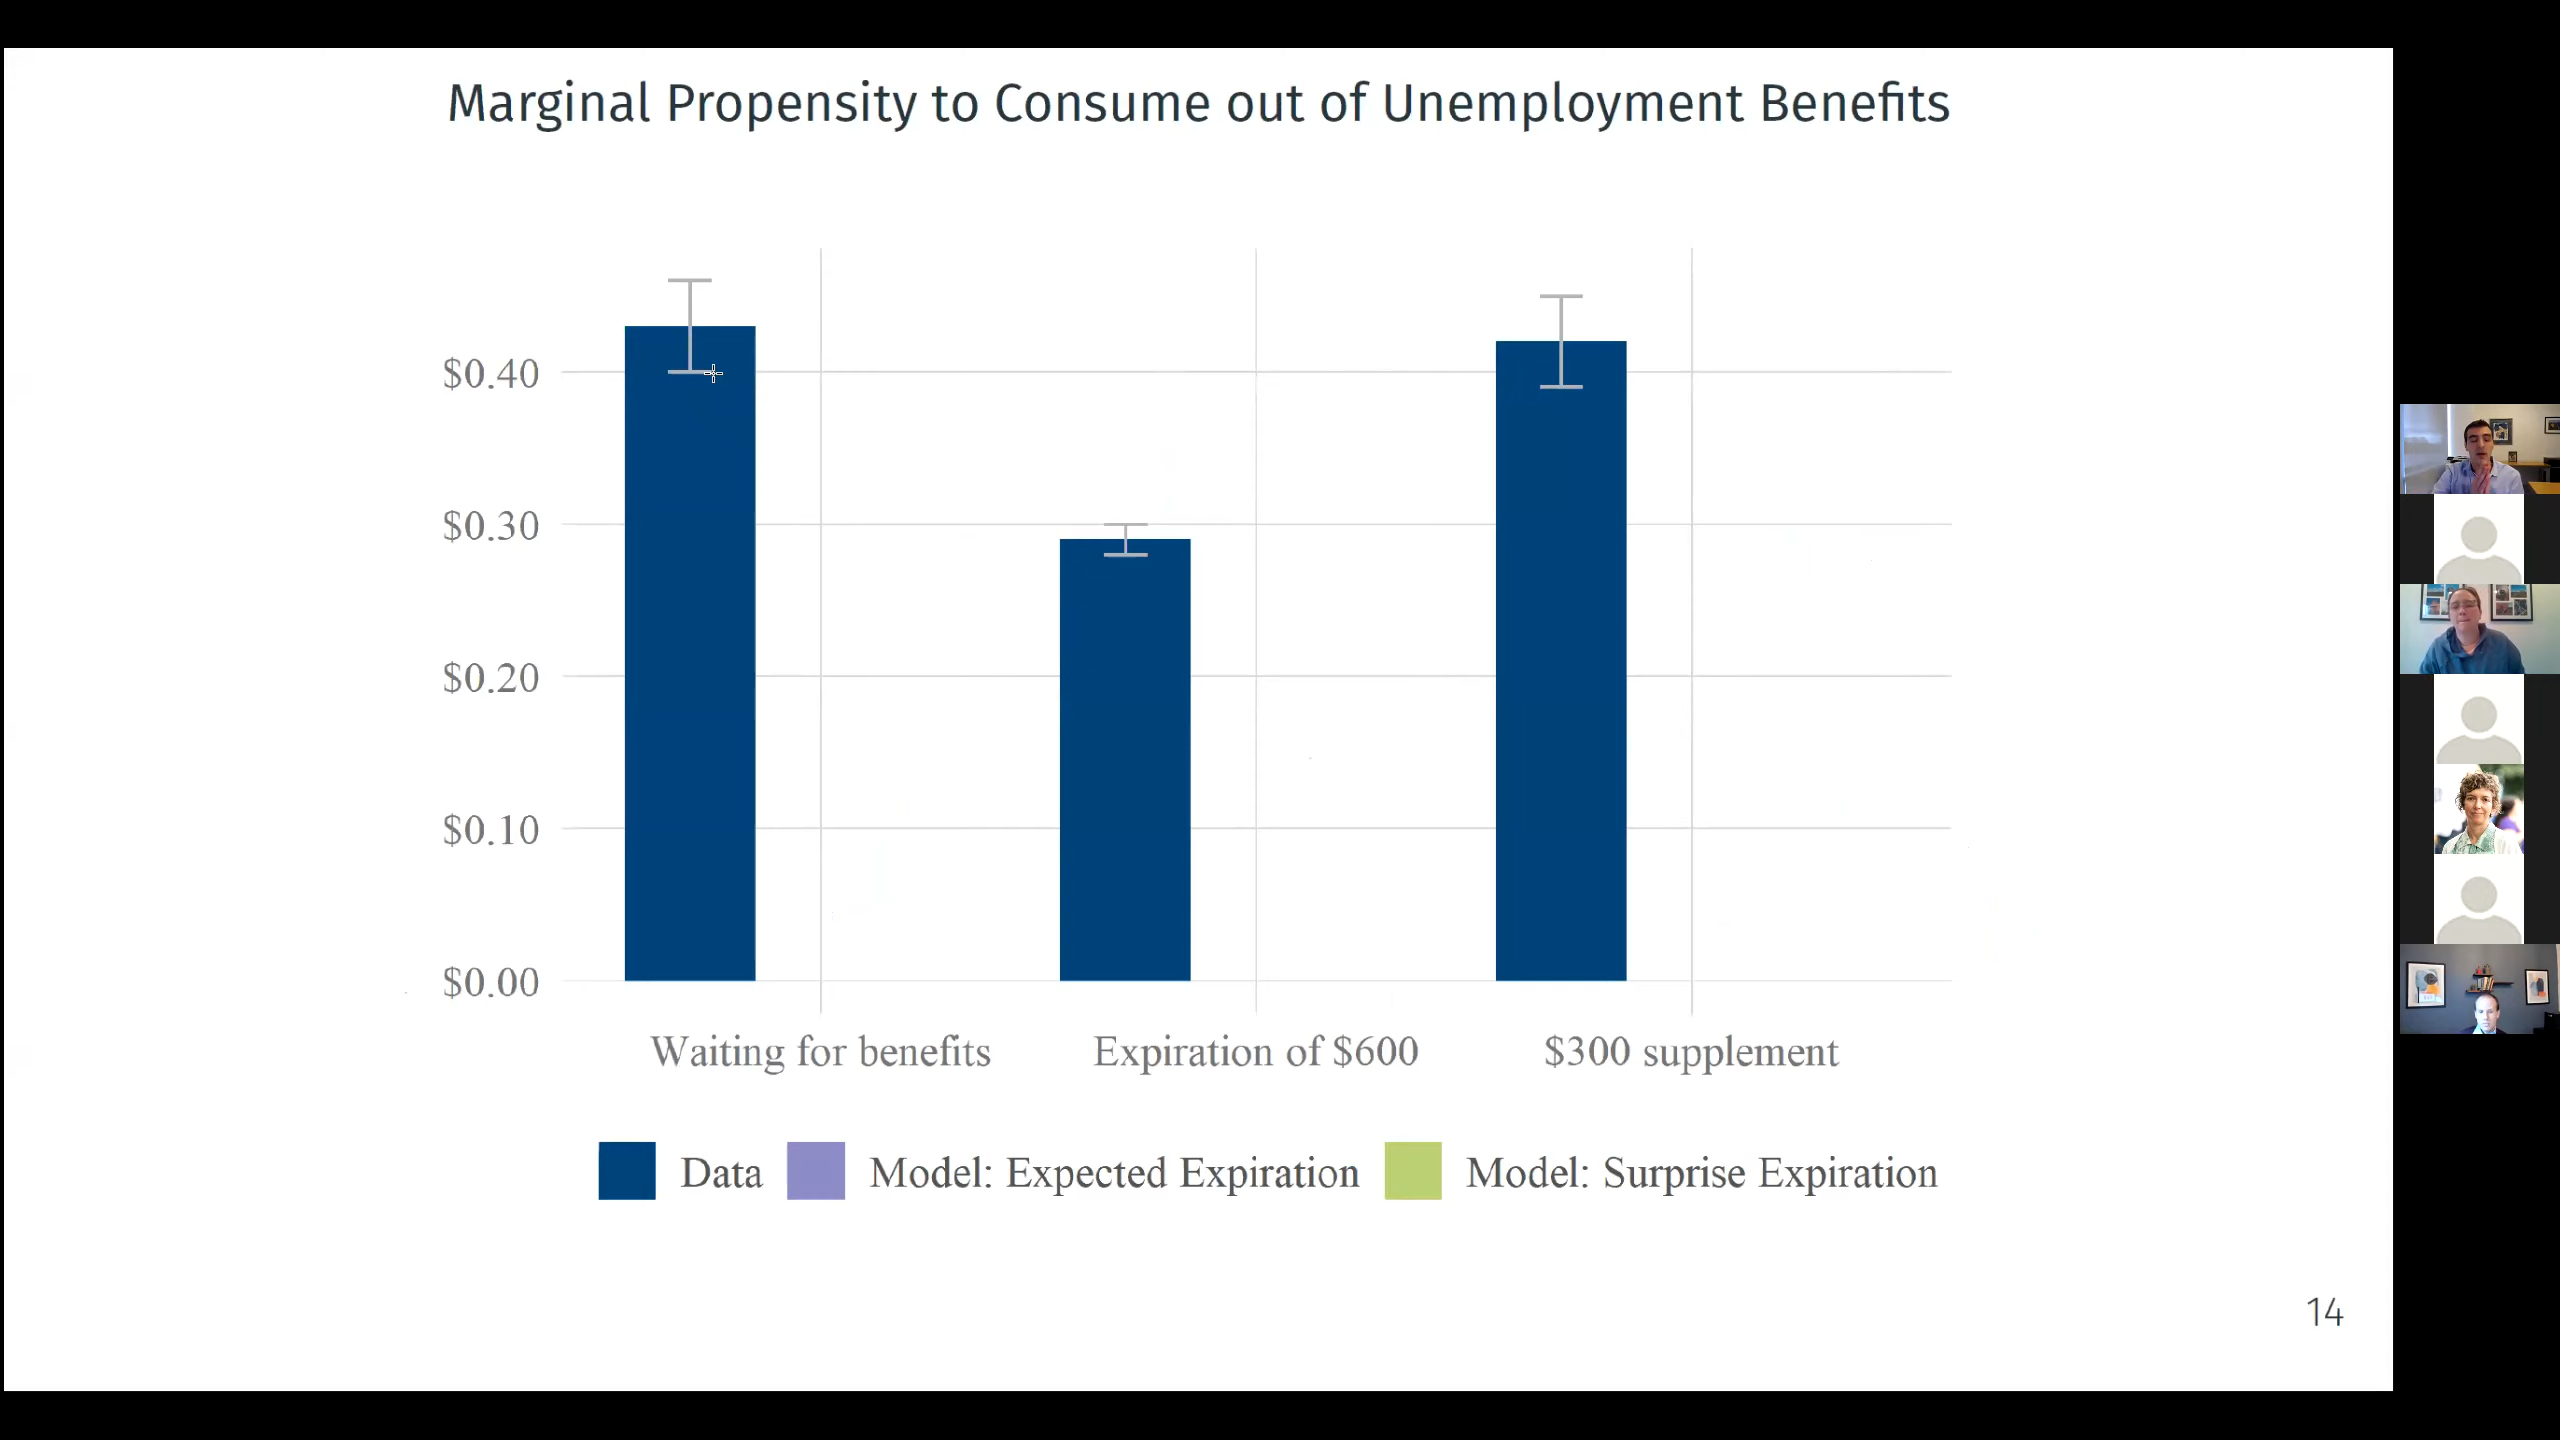 Marginal Propensity to Consume out of Unemployment Benefits
$0.40
$0.30
$0.20
$0.10
$0.00
Waiting for benefits Expiration of $600 $300 supplement
Data Model: Expected Expiration Model: Surprise Expiration
14